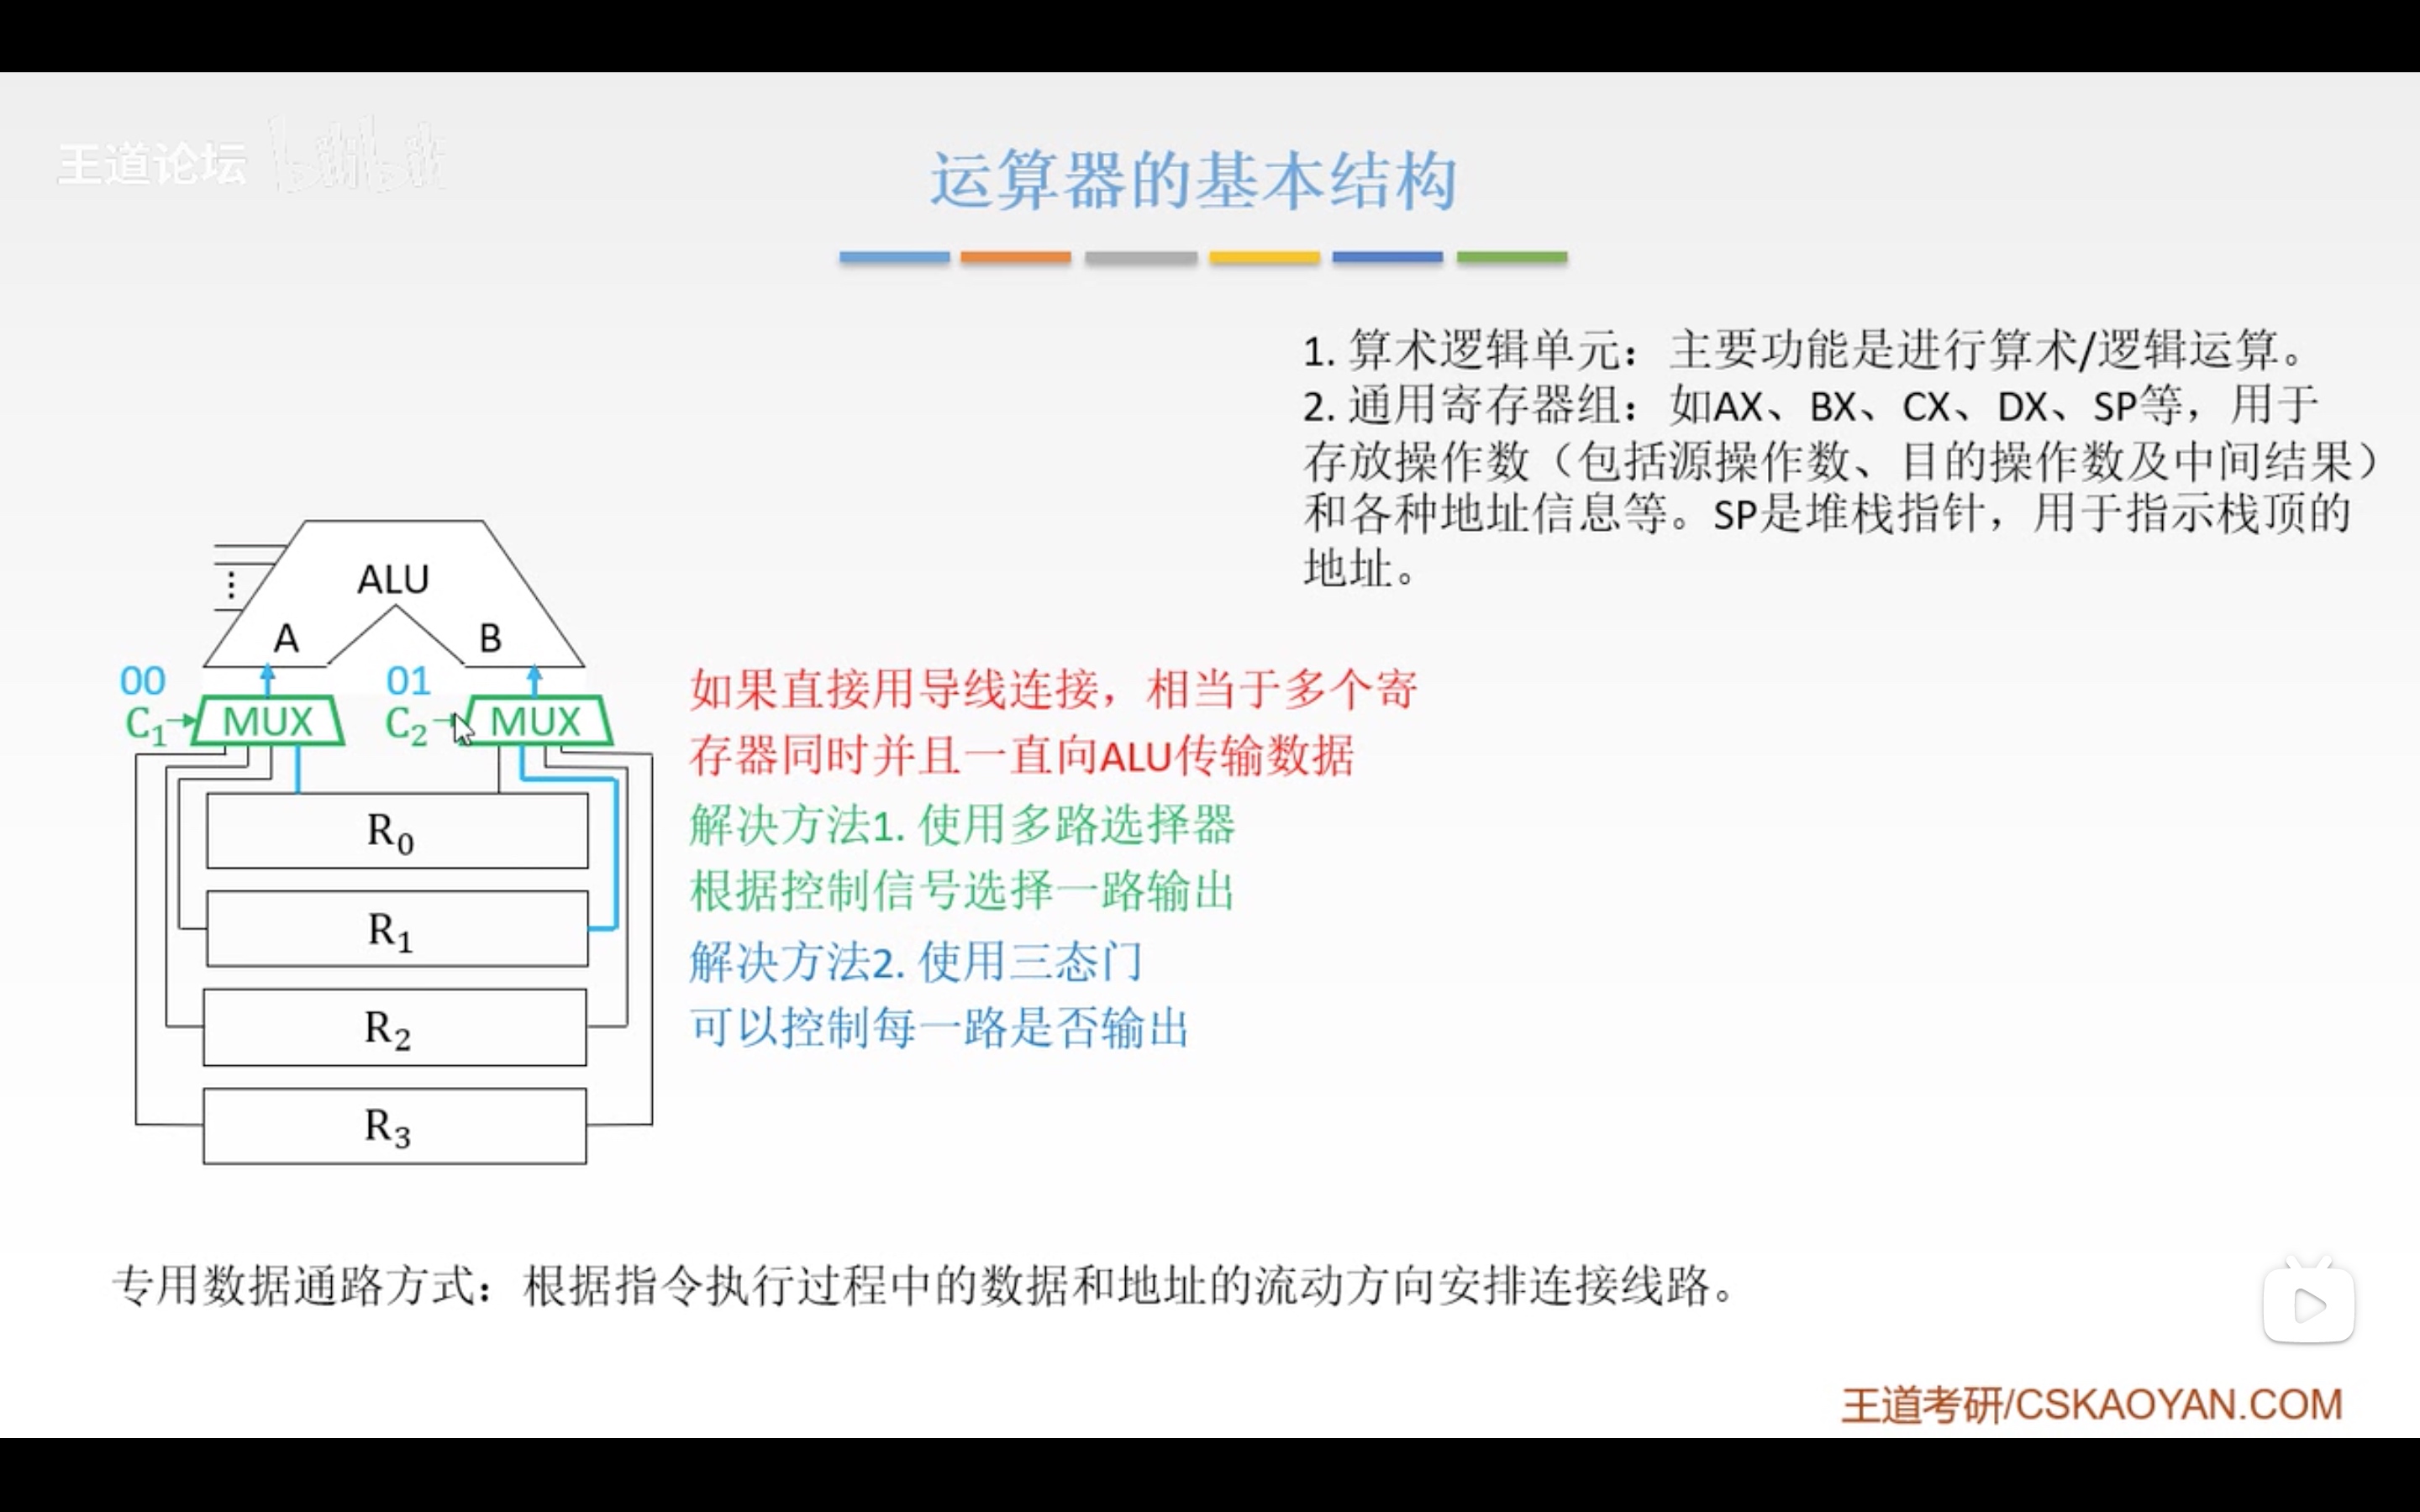 王道论坛 bilibili
运算器的基本结构
1. 算术逻辑单元：主要功能是进行算术/逻辑运算。
2. 通用寄存器组：如AX、BX、CX、DX、SP等，用于
存放操作数（包括源操作数、目的操作数及中间结果）
和各种地址信息等。SP是堆栈指针，用于指示栈顶的
地址。
ALU
A B
00 01
C₁ MUX C₂ MUX
R₀
R₁
R₂
R₃
如果直接用导线连接，相当于多个寄
存器同时并且一直向ALU传输数据
解决方法1. 使用多路选择器
根据控制信号选择一路输出
解决方法2. 使用三态门
可以控制每一路是否输出
专用数据通路方式：根据指令执行过程中的数据和地址的流动方向安排连接线路。
王道考研/CSKAOYAN.COM